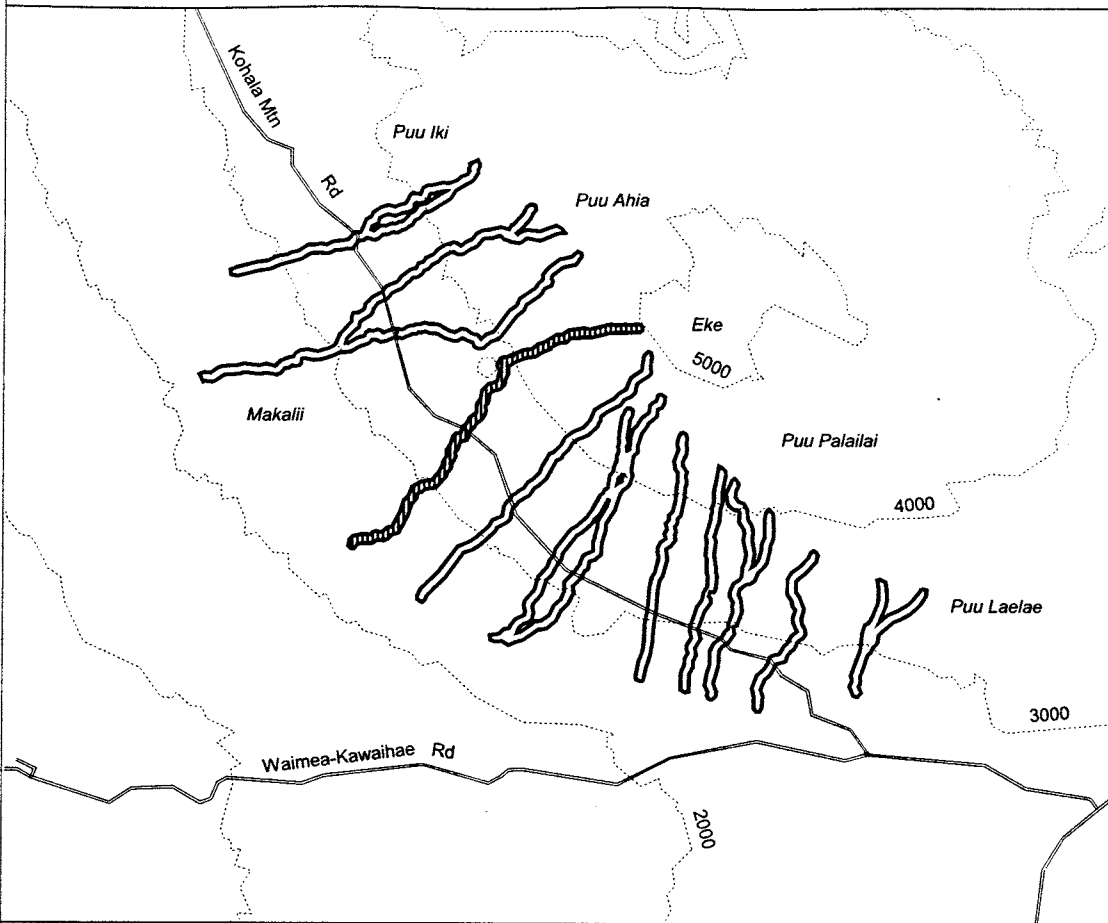 Kohala Mtn
Rd
Puu Iki
Puu Ahia
Eke
5000
Makalii
Puu Palailai
4000
Puu Laelae
3000
Waimea-Kawaihae Rd
2000